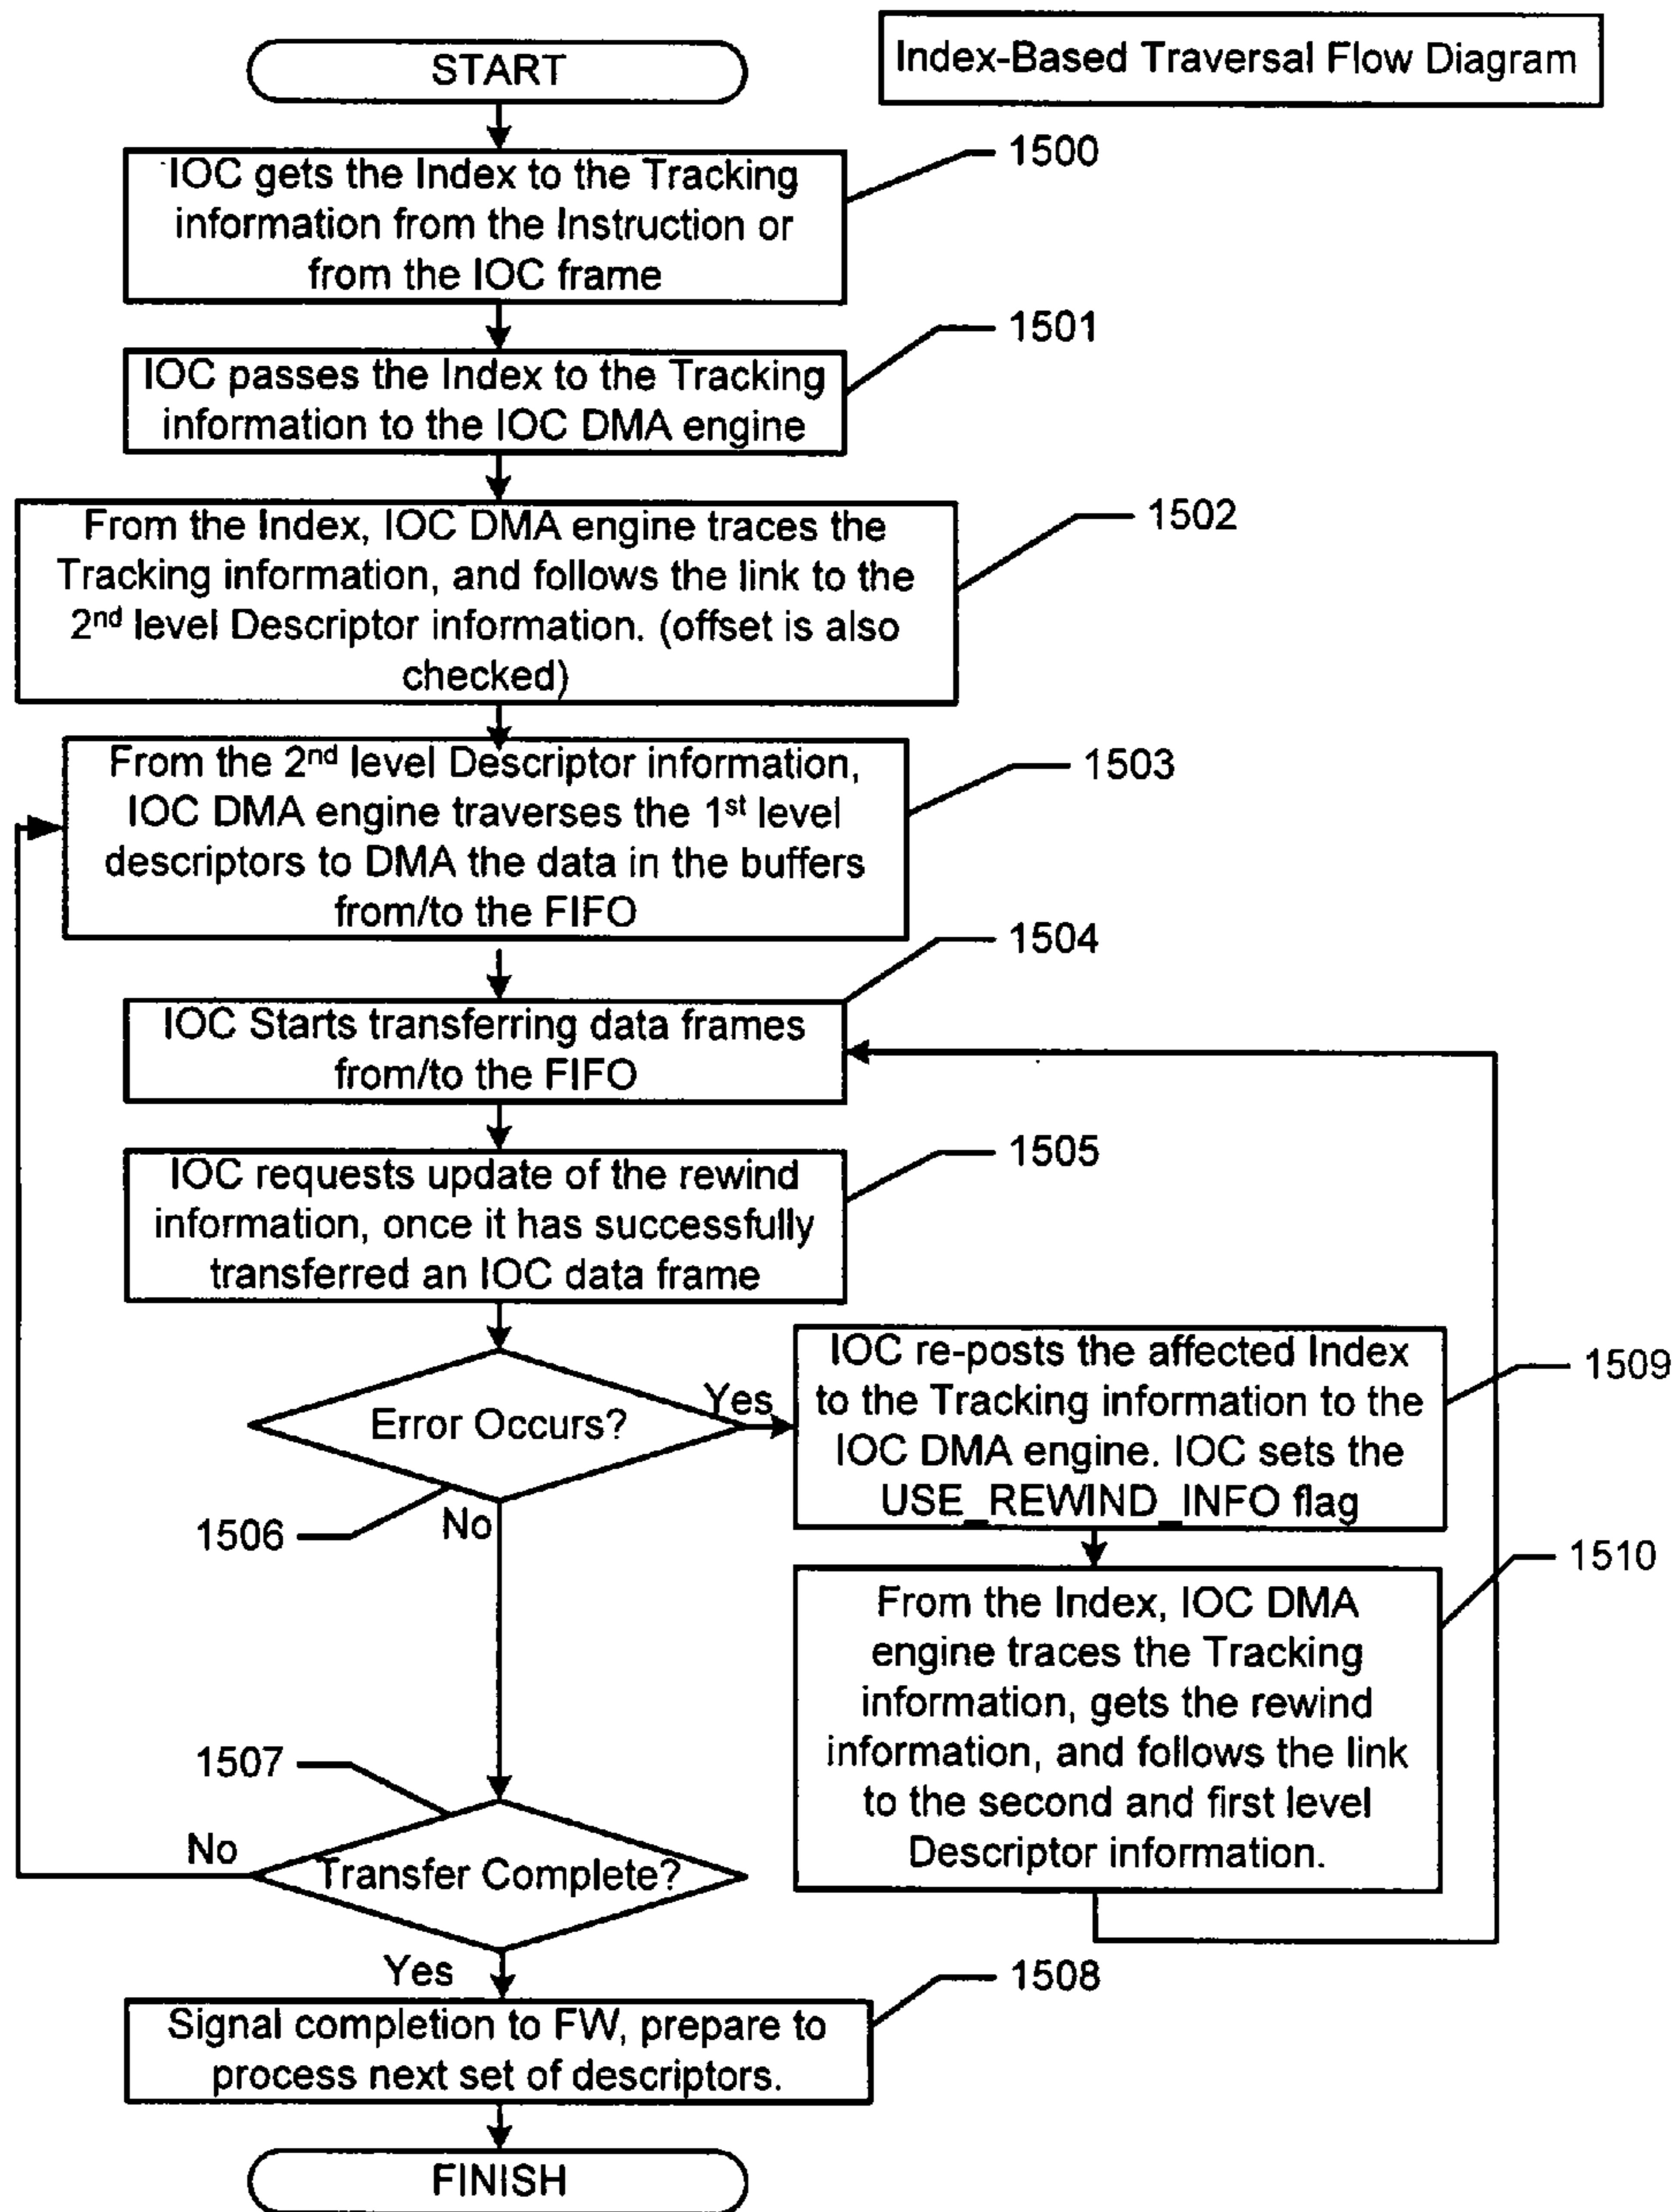 START
Index-Based Traversal Flow Diagram
IOC gets the Index to the Tracking
information from the Instruction or
from the IOC frame
1500
IOC passes the Index to the Tracking
information to the IOC DMA engine
1501
From the Index, IOC DMA engine traces the
Tracking information, and follows the link to the
2nd level Descriptor information. (offset is also
checked)
1502
From the 2nd level Descriptor information,
IOC DMA engine traverses the 1st level
descriptors to DMA the data in the buffers
from/to the FIFO
1503
IOC Starts transferring data frames
from/to the FIFO
1504
IOC requests update of the rewind
information, once it has successfully
transferred an IOC data frame
1505
Error Occurs?
1506
Yes
No
IOC re-posts the affected Index
to the Tracking information to the
IOC DMA engine. IOC sets the
USE_REWIND_INFO flag
1509
From the Index, IOC DMA
engine traces the Tracking
information, gets the rewind
information, and follows the link
to the second and first level
Descriptor information.
1510
1507
No
Transfer Complete?
Yes
Signal completion to FW, prepare to
process next set of descriptors.
1508
FINISH